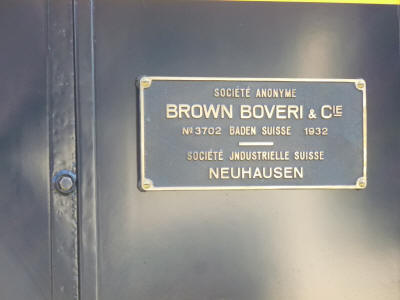 SOCIÉTÉ ANONYME
BROWN BOVERI & CIE
No 3702 BADEN SUISSE 1932
SOCIÉTÉ JNDUSTRIELLE SUISSE
NEUHAUSEN